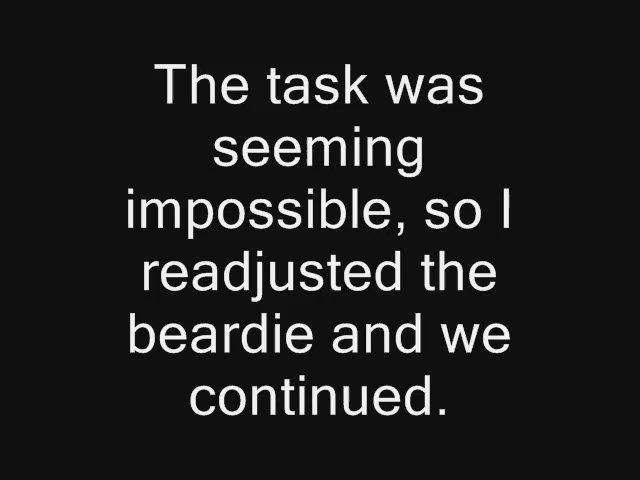 The task was
seeming
impossible, so I
readjusted the
beardie and we
continued.